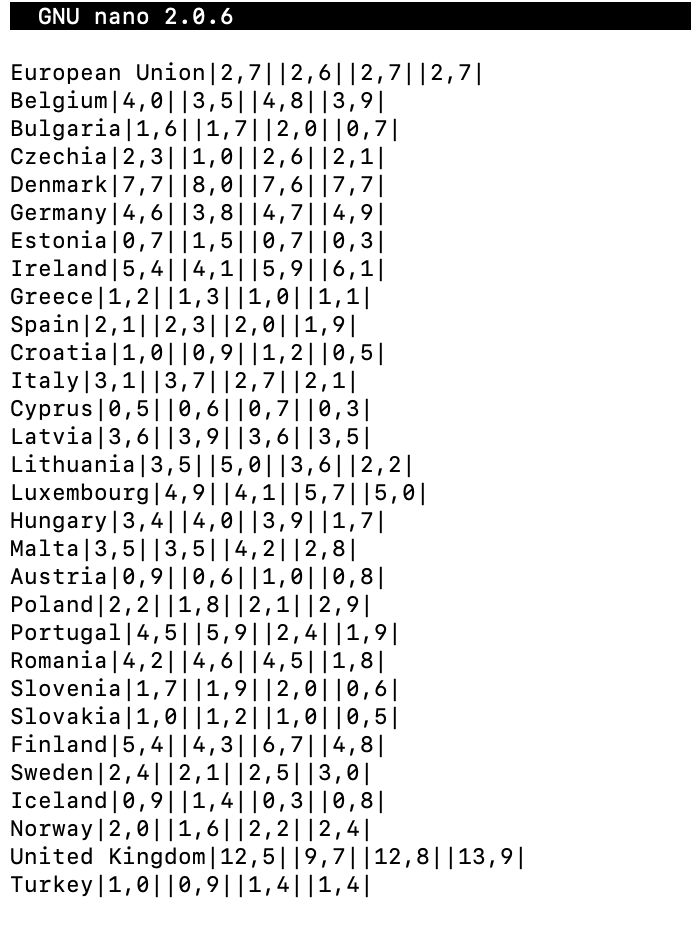 GNU nano 2.0.6
European Union|2,7||2,6||2,7||2,7|
Belgium|4,0||3,5||4,8||3,9|
Bulgaria|1,6||1,7||2,0||0,7|
Czechia|2,3||1,0||2,6||2,1|
Denmark|7,7||8,0||7,6||7,7|
Germany|4,6||3,8||4,7||4,9|
Estonia|0,7||1,5||0,7||0,3|
Ireland|5,4||4,1||5,9||6,1|
Greece|1,2||1,3||1,0||1,1|
Spain|2,1||2,3||2,0||1,9|
Croatia|1,0||0,9||1,2||0,5|
Italy|3,1||3,7||2,7||2,1|
Cyprus|0,5||0,6||0,7||0,3|
Latvia|3,6||3,9||3,6||3,5|
Lithuania|3,5||5,0||3,6||2,2|
Luxembourg|4,9||4,1||5,7||5,0|
Hungary|3,4||4,0||3,9||1,7|
Malta|3,5||3,5||4,2||2,8|
Austria|0,9||0,6||1,0||0,8|
Poland|2,2||1,8||2,1||2,9|
Portugal|4,5||5,9||2,4||1,9|
Romania|4,2||4,6||4,5||1,8|
Slovenia|1,7||1,9||2,0||0,6|
Slovakia|1,0||1,2||1,0||0,5|
Finland|5,4||4,3||6,7||4,8|
Sweden|2,4||2,1||2,5||3,0|
Iceland|0,9||1,4||0,3||0,8|
Norway|2,0||1,6||2,2||2,4|
United Kingdom|12,5||9,7||12,8||13,9|
Turkey|1,0||0,9||1,4||1,4|